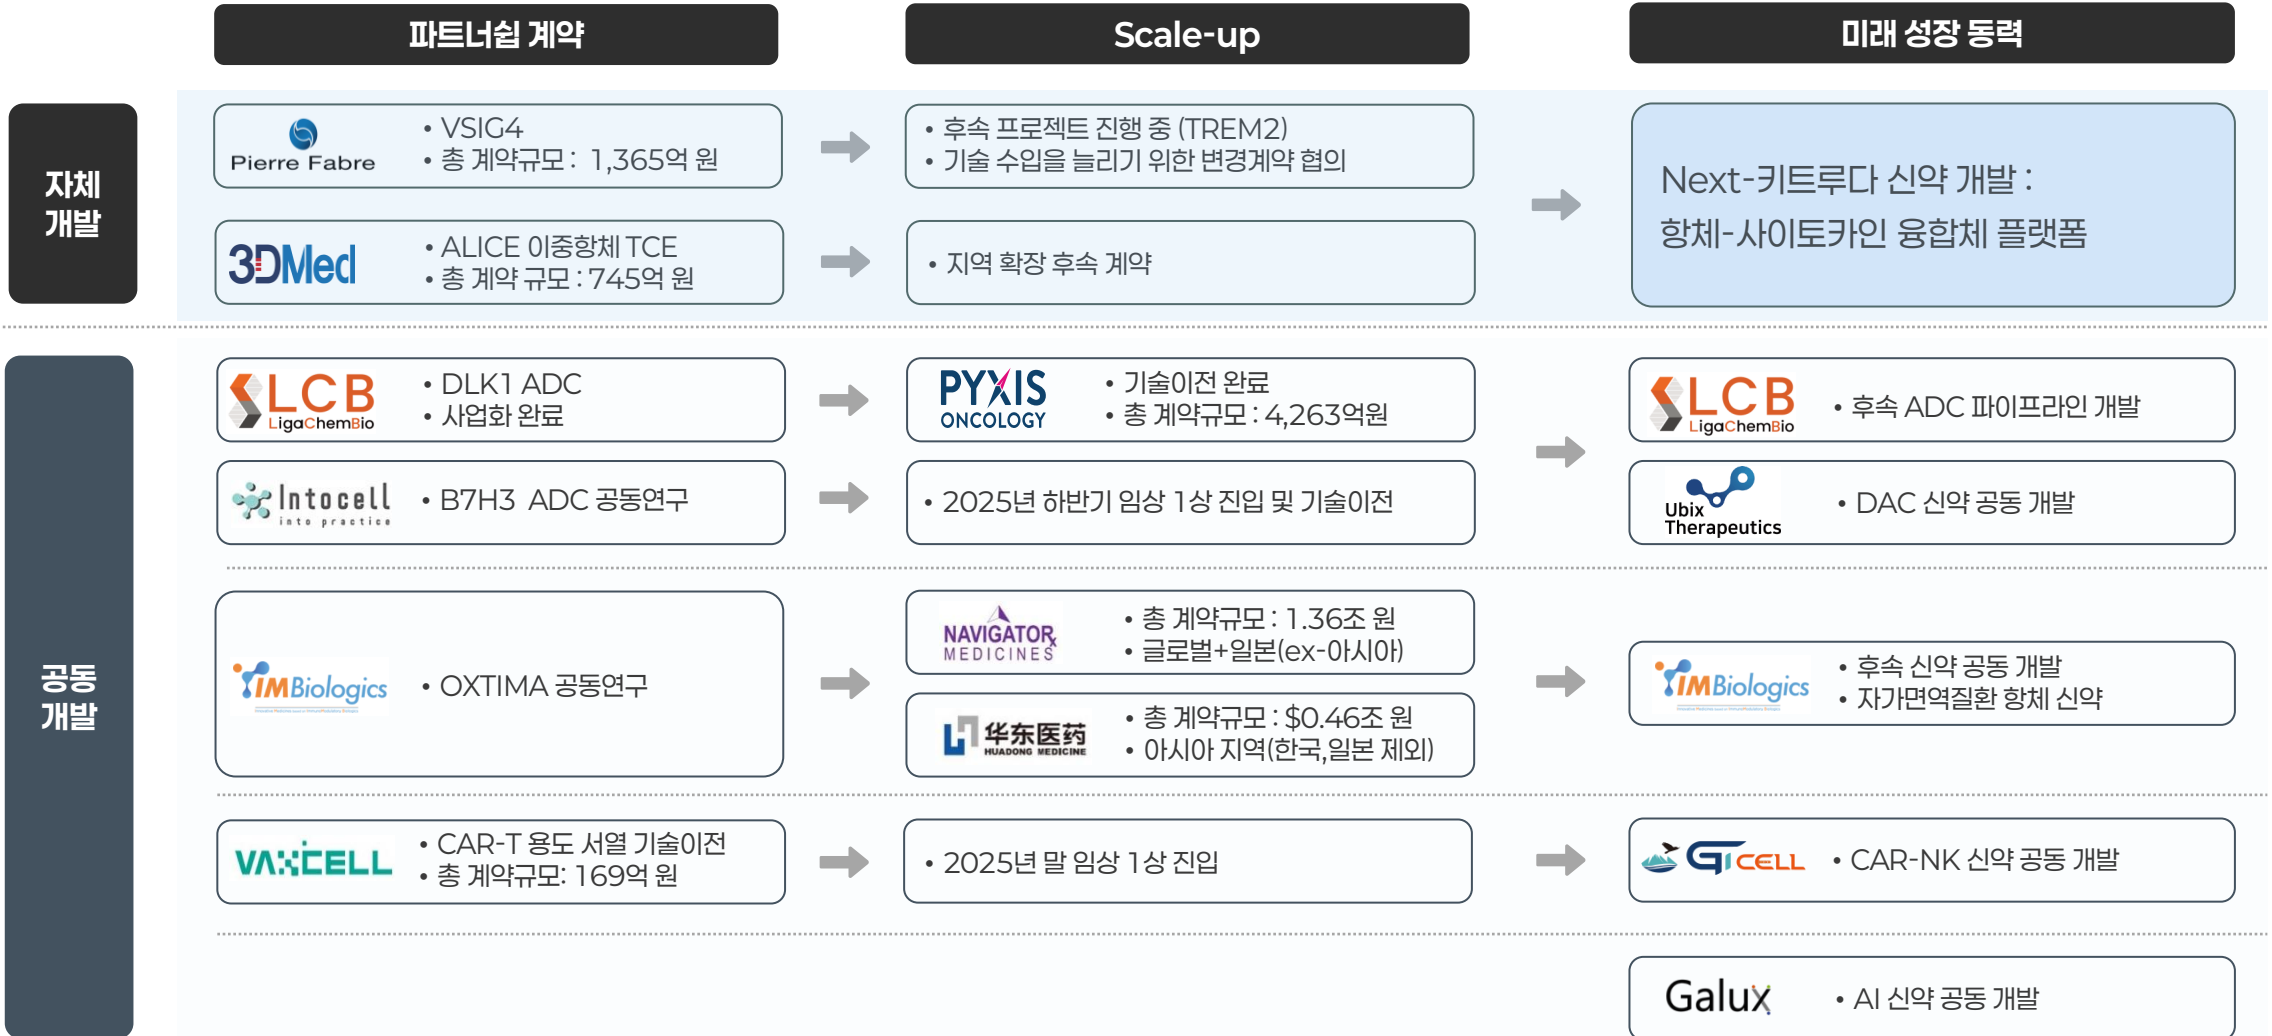 파트너쉽 계약
Scale-up
미래 성장 동력
자체
개발
Pierre Fabre
• VSIG4
• 총 계약규모 : 1,365억 원
• 후속 프로젝트 진행 중 (TREM2)
• 기술 수입을 늘리기 위한 변경계약 협의
3DMed
• ALICE 이중항체 TCE
• 총 계약 규모 : 745억 원
• 지역 확장 후속 계약
Next-키트루다 신약 개발 :
항체-사이토카인 융합체 플랫폼
공동
개발
LCB
LigaChemBio
• DLK1 ADC
• 사업화 완료
PYXIS
ONCOLOGY
• 기술이전 완료
• 총 계약규모 : 4,263억원
LCB
LigaChemBio
• 후속 ADC 파이프라인 개발
Intocell
into practice
• B7H3 ADC 공동연구
• 2025년 하반기 임상 1상 진입 및 기술이전
Ubix
Therapeutics
• DAC 신약 공동 개발
IMBiologics
• OXTIMA 공동연구
NAVIGATOR
MEDICINES
• 총 계약규모 : 1.36조 원
• 글로벌+일본(ex-아시아)
华东医药
HUADONG MEDICINE
• 총 계약규모 : $0.46조 원
• 아시아 지역(한국,일본 제외)
IMBiologics
• 후속 신약 공동 개발
• 자가면역질환 항체 신약
VAXCELL
• CAR-T 용도 서열 기술이전
• 총 계약규모: 169억 원
• 2025년 말 임상 1상 진입
GI CELL
• CAR-NK 신약 공동 개발
Galux
• AI 신약 공동 개발